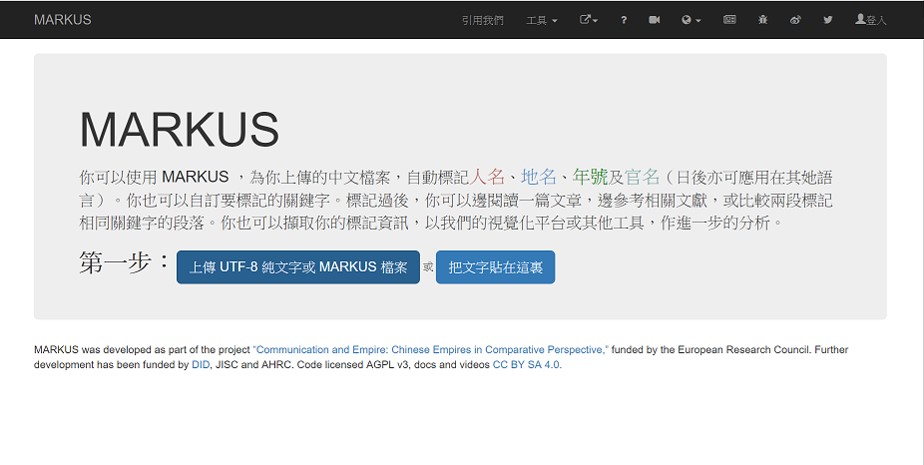 MARKUS 引用我們 工具 ? 登入
MARKUS
你可以使用 MARKUS ，為你上傳的中文檔案，自動標記人名、地名、年號及官名（日後亦可應用在其她語
言）。你也可以自訂要標記的關鍵字。標記過後，你可以邊閱讀一篇文章，邊參考相關文獻，或比較兩段標記
相同關鍵字的段落。你也可以擷取你的標記資訊，以我們的視覺化平台或其他工具，作進一步的分析。
第一步： 上傳 UTF-8 純文字或 MARKUS 檔案 或 把文字貼在這裏
MARKUS was developed as part of the project "Communication and Empire: Chinese Empires in Comparative Perspective," funded by the European Research Council. Further
development has been funded by DID, JISC and AHRC. Code licensed AGPL v3, docs and videos CC BY SA 4.0.